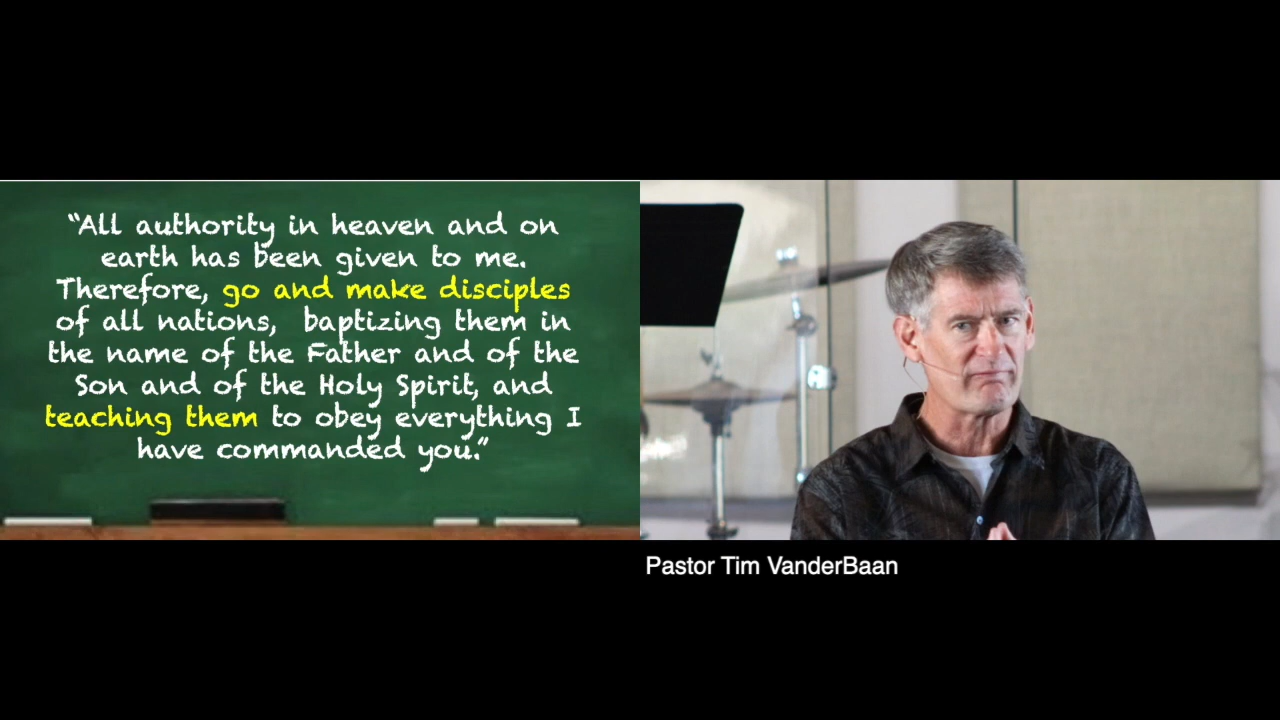 “All authority in heaven and on
earth has been given to me.
Therefore, go and make disciples
of all nations, baptizing them in
the name of the Father and of the
Son and of the Holy Spirit, and
teaching them to obey everything I
have commanded you.”
Pastor Tim VanderBaan